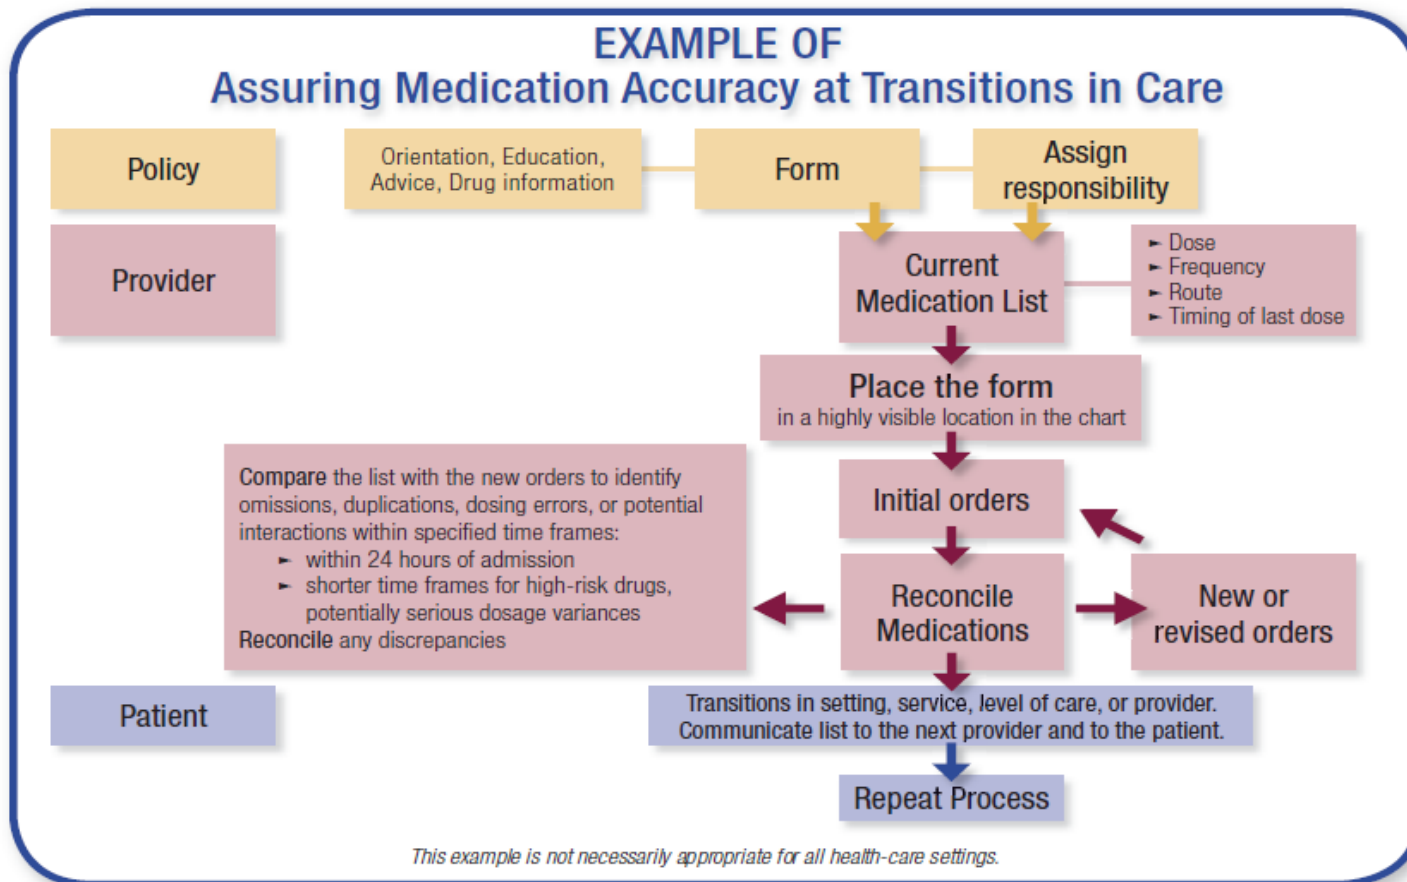 EXAMPLE OF
Assuring Medication Accuracy at Transitions in Care
Policy
Orientation, Education,
Advice, Drug information
Form
Assign
responsibility
Provider
Current
Medication List
► Dose
► Frequency
► Route
► Timing of last dose
Place the form
in a highly visible location in the chart
Compare the list with the new orders to identify
omissions, duplications, dosing errors, or potential
interactions within specified time frames:
► within 24 hours of admission
► shorter time frames for high-risk drugs,
potentially serious dosage variances
Reconcile any discrepancies
Initial orders
Reconcile
Medications
New or
revised orders
Patient
Transitions in setting, service, level of care, or provider.
Communicate list to the next provider and to the patient.
Repeat Process
This example is not necessarily appropriate for all health-care settings.